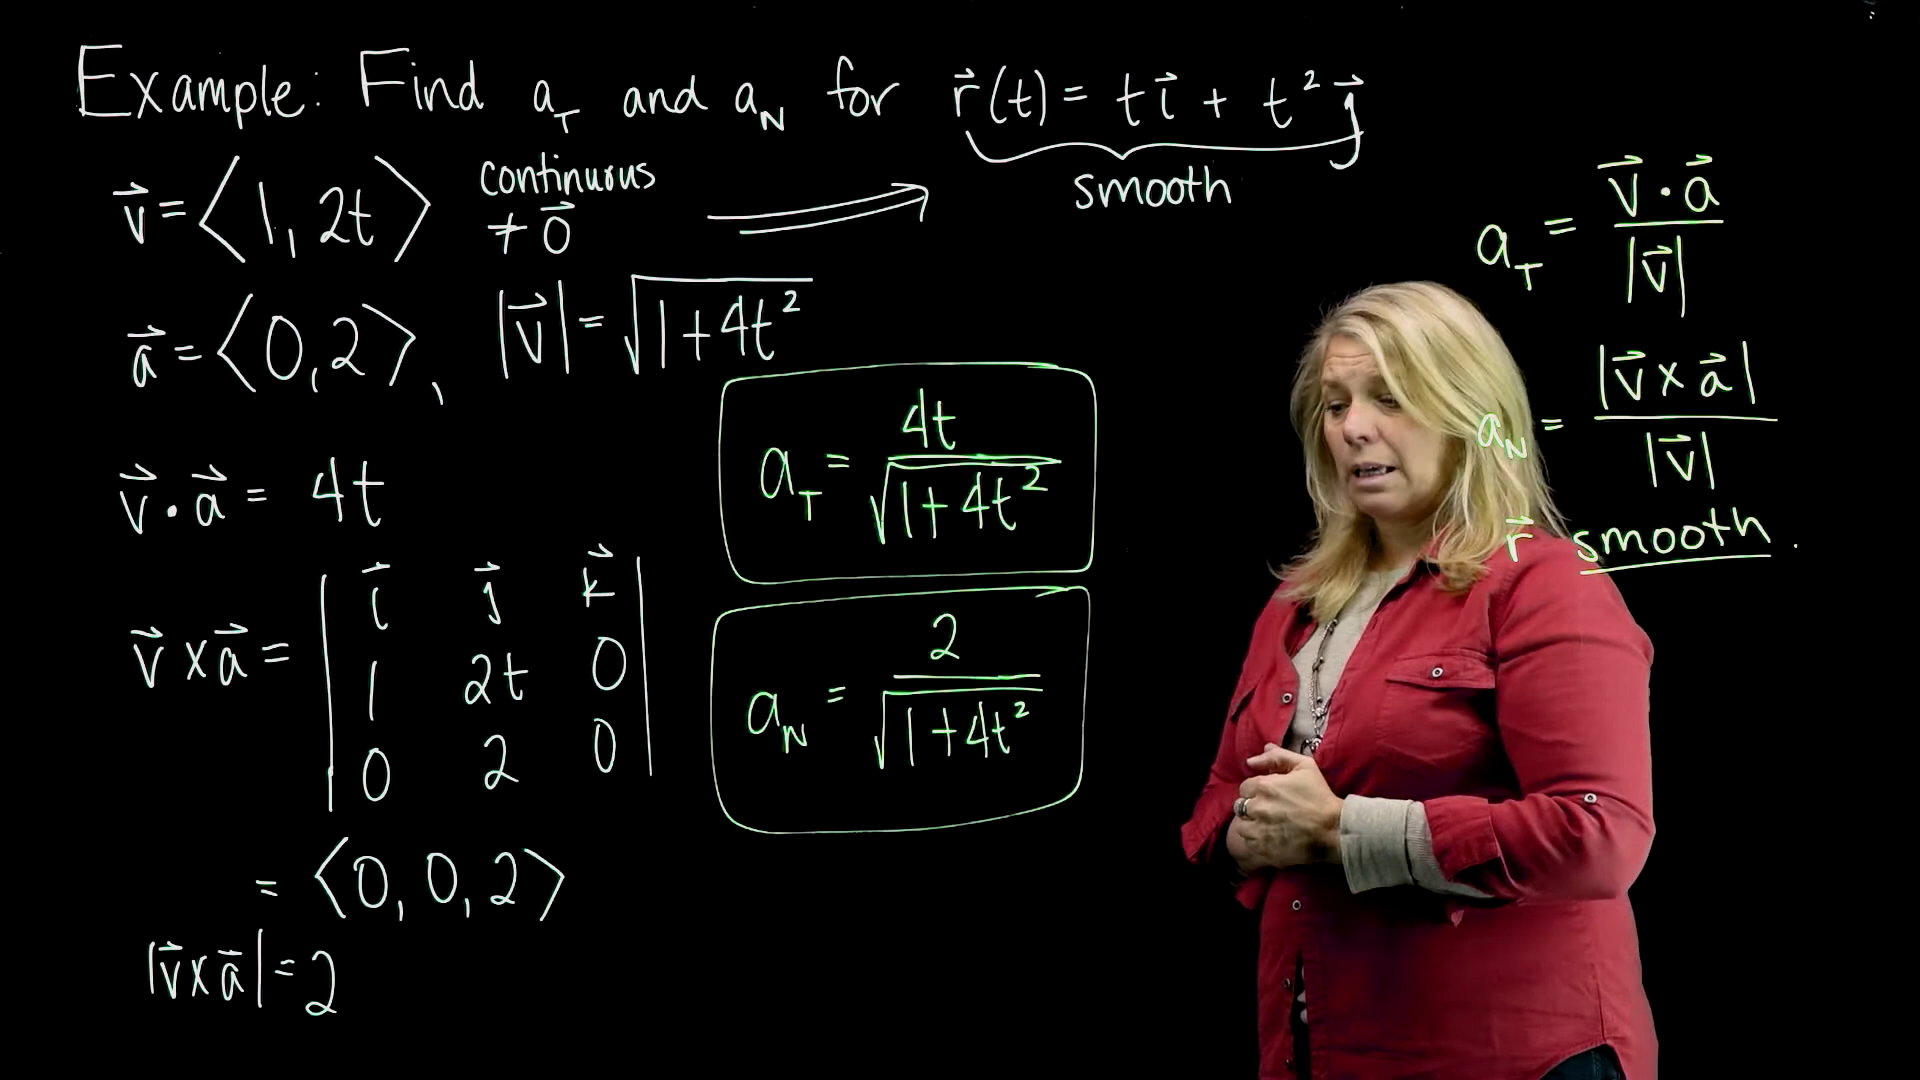 Example: Find a_T and a_N for r⃗(t) = t i⃗ + t² j⃗
smooth
v⃗ = ⟨1, 2t⟩ continuous
≠ 0⃗
a⃗ = ⟨0, 2⟩, |v⃗| = √(1+4t²)
v⃗ · a⃗ = 4t
v⃗ × a⃗ = | i⃗ j⃗ k⃗ |
| 1 2t 0 |
| 0 2 0 |
= ⟨0, 0, 2⟩
|v⃗ × a⃗| = 2
a_T = 4t / √(1+4t²)
a_N = 2 / √(1+4t²)
a_T = v⃗ · a⃗ / |v⃗|
a_N = |v⃗ × a⃗| / |v⃗|
r⃗ smooth.